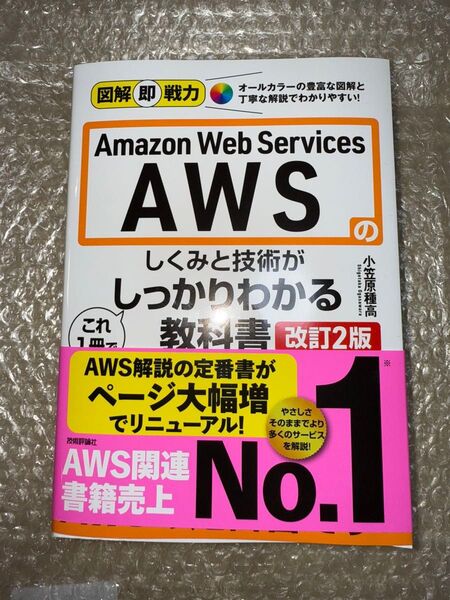 図解即戦力
オールカラーの豊富な図解と
丁寧な解説でわかりやすい!
Amazon Web Services
AWSの
しくみと技術が
しっかりわかる
教科書
改訂2版
小笠原種高
Shigetaka Ogasawara
これ
1冊で
AWS解説の定番書が
ページ大幅増
でリニューアル!
やさしさ
そのままでより
多くのサービス
を解説!
技術評論社
AWS関連
書籍売上
No.1
※